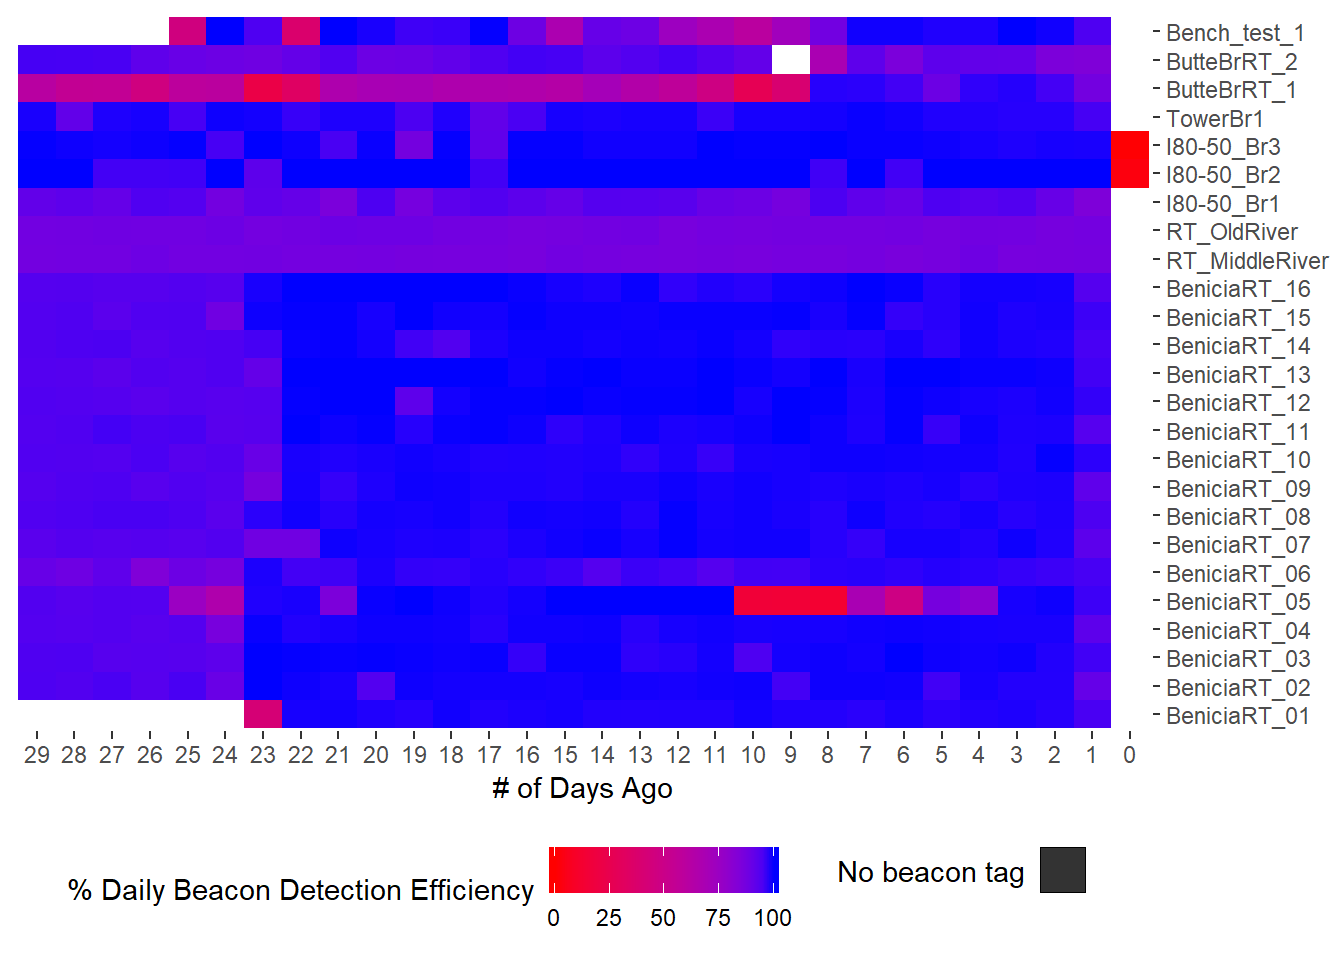 Bench_test_1
ButteBrRT_2
ButteBrRT_1
TowerBr1
I80-50_Br3
I80-50_Br2
I80-50_Br1
RT_OldRiver
RT_MiddleRiver
BeniciaRT_16
BeniciaRT_15
BeniciaRT_14
BeniciaRT_13
BeniciaRT_12
BeniciaRT_11
BeniciaRT_10
BeniciaRT_09
BeniciaRT_08
BeniciaRT_07
BeniciaRT_06
BeniciaRT_05
BeniciaRT_04
BeniciaRT_03
BeniciaRT_02
BeniciaRT_01
29 28 27 26 25 24 23 22 21 20 19 18 17 16 15 14 13 12 11 10 9 8 7 6 5 4 3 2 1 0
# of Days Ago
% Daily Beacon Detection Efficiency
0 25 50 75 100
No beacon tag